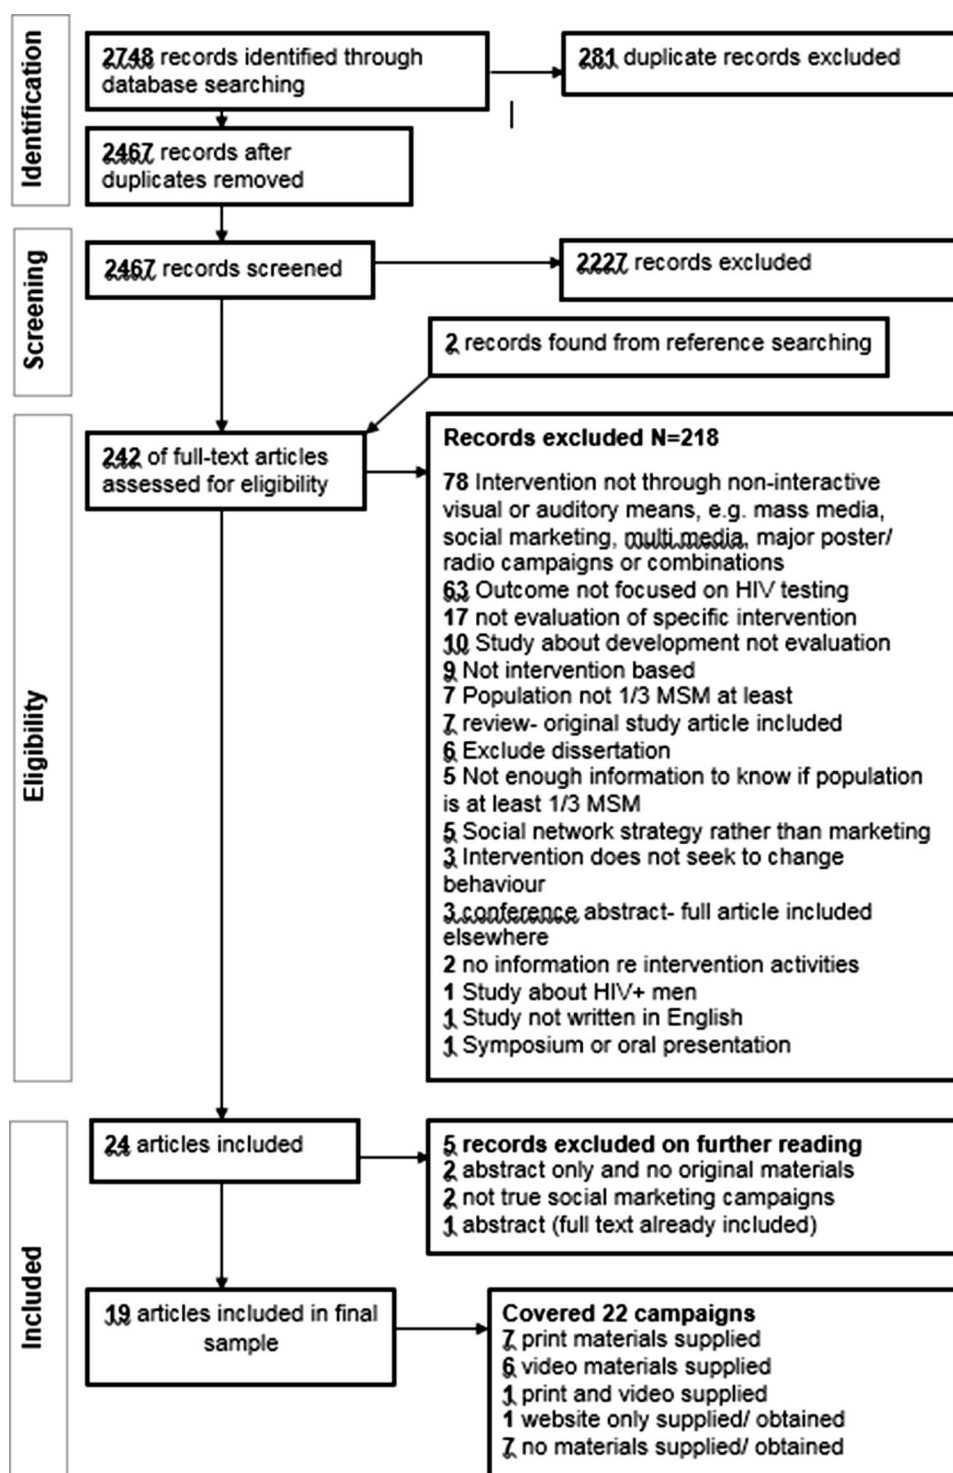 Identification
2748 records identified through
database searching
281 duplicate records excluded
2467 records after
duplicates removed
Screening
2467 records screened
2227 records excluded
2 records found from reference searching
Eligibility
242 of full-text articles
assessed for eligibility
Records excluded N=218
78 Intervention not through non-interactive
visual or auditory means, e.g. mass media,
social marketing, multi media, major poster/
radio campaigns or combinations
63 Outcome not focused on HIV testing
17 not evaluation of specific intervention
10 Study about development not evaluation
9 Not intervention based
7 Population not 1/3 MSM at least
7 review- original study article included
6 Exclude dissertation
5 Not enough information to know if population
is at least 1/3 MSM
5 Social network strategy rather than marketing
3 Intervention does not seek to change
behaviour
3 conference abstract- full article included
elsewhere
2 no information re intervention activities
1 Study about HIV+ men
1 Study not written in English
1 Symposium or oral presentation
Included
24 articles included
5 records excluded on further reading
2 abstract only and no original materials
2 not true social marketing campaigns
1 abstract (full text already included)
19 articles included in final
sample
Covered 22 campaigns
7 print materials supplied
6 video materials supplied
1 print and video supplied
1 website only supplied/ obtained
7 no materials supplied/ obtained